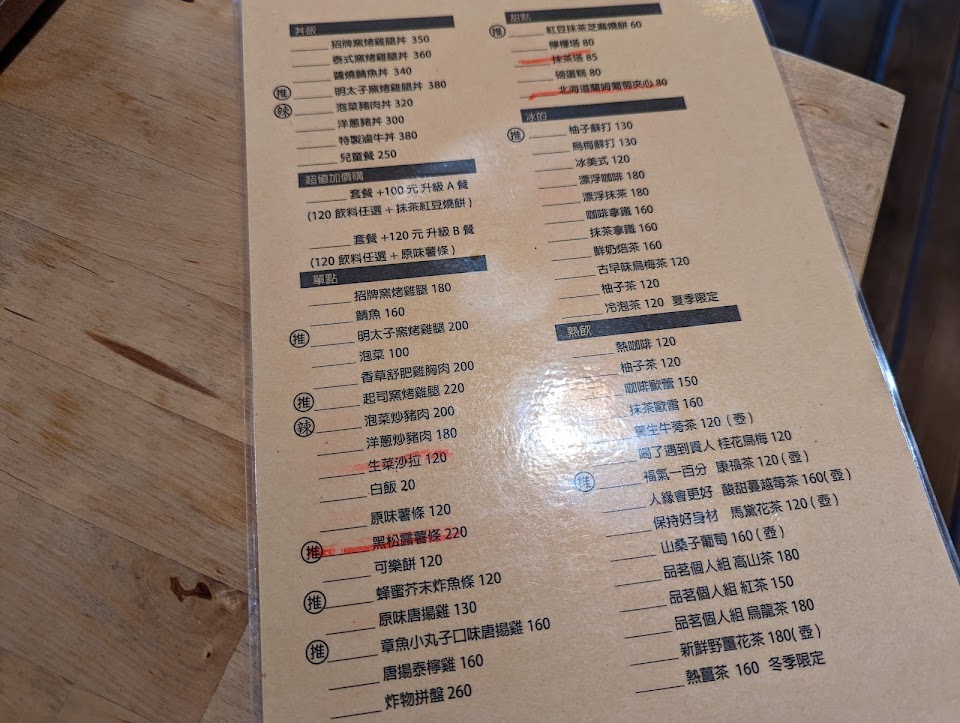 丼飯
招牌窯烤雞腿丼 350
泰式窯烤雞腿丼 360
醬燒鯖魚丼 340
推 明太子窯烤雞腿丼 380
辣 泡菜豬肉丼 320
洋蔥豬丼 300
特製滷牛丼 380
兒童餐 250
超值加價購
套餐 +100 元 升級 A 餐
(120 飲料任選 + 抹茶紅豆燒餅 )
套餐 +120 元 升級 B 餐
(120 飲料任選 + 原味薯條 )
單點
招牌窯烤雞腿 180
鯖魚 160
推 明太子窯烤雞腿 200
泡菜 100
香草舒肥雞胸肉 200
推 起司窯烤雞腿 220
辣 泡菜炒豬肉 200
洋蔥炒豬肉 180
生菜沙拉 120
白飯 20
原味薯條 120
推 黑松露薯條 220
可樂餅 120
推 蜂蜜芥末炸魚條 120
原味唐揚雞 130
推 章魚小丸子口味唐揚雞 160
唐揚泰檸雞 160
炸物拼盤 260
甜點
推 紅豆抹茶芝麻燒餅 60
檸檬塔 80
抹茶塔 85
磅蛋糕 80
北海道蘭姆葡萄夾心 80
冰的
推 柚子蘇打 130
烏梅蘇打 130
冰美式 120
漂浮咖啡 180
漂浮抹茶 180
咖啡拿鐵 160
抹茶拿鐵 160
鮮奶焙茶 160
古早味烏梅茶 120
柚子茶 120
冷泡茶 120 夏季限定
熱飲
熱咖啡 120
柚子茶 120
咖啡歐蕾 150
抹茶歐蕾 160
養生牛蒡茶 120 ( 壺 )
喝了遇到貴人 桂花烏梅 120
推 福氣一百分 康福茶 120 ( 壺 )
人緣會更好 酸甜蔓越莓茶 160( 壺 )
保持好身材 馬黛花茶 120 ( 壺 )
山桑子葡萄 160 ( 壺 )
品茗個人組 高山茶 180
品茗個人組 紅茶 150
品茗個人組 烏龍茶 180
新鮮野薑花茶 180( 壺 )
熱薑茶 160 冬季限定